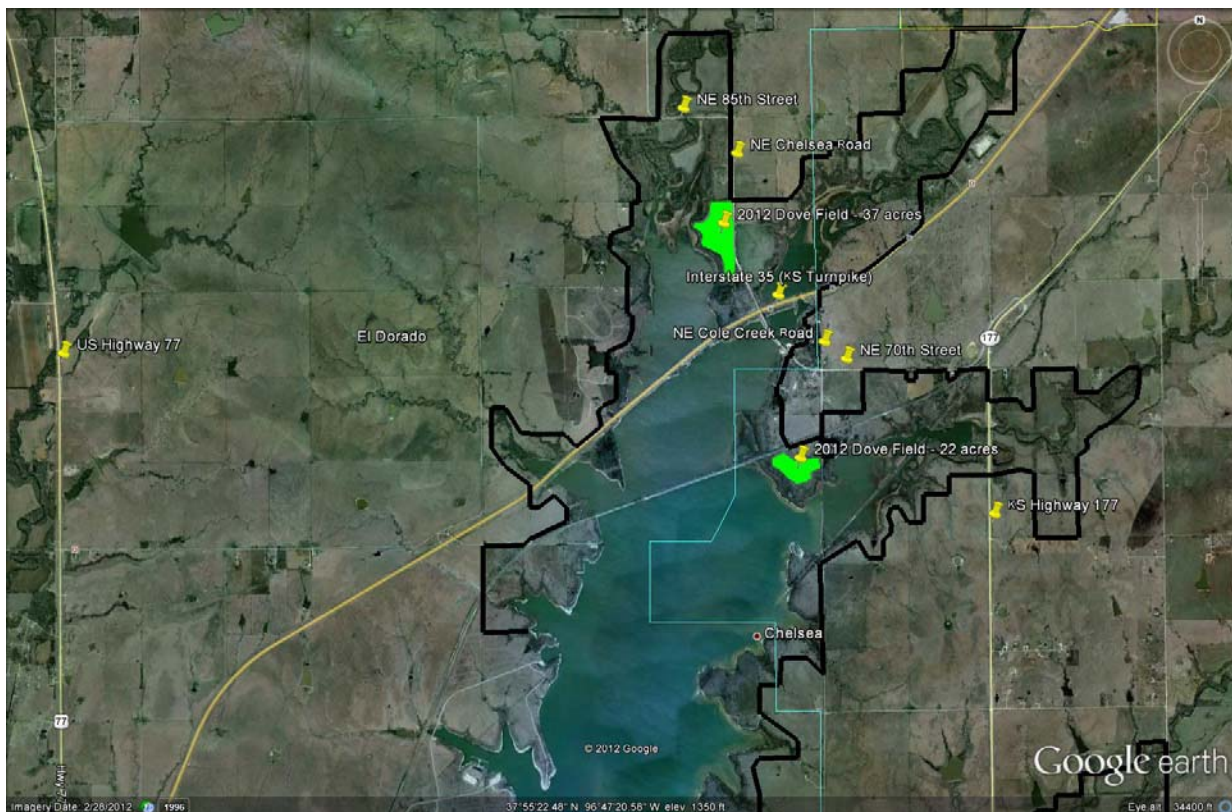 N
NE 85th Street
NE Chelsea Road
2012 Dove Field - 37 acres
Interstate 35 (KS Turnpike)
NE Cole Creek Road
177
US Highway 77
El Dorado
NE 70th Street
2012 Dove Field - 22 acres
KS Highway 177
Chelsea
77
© 2012 Google
Google earth
Imagery Date: 2/28/2012
1996
37°55'22.48" N 96°47'20.58" W elev 1350 ft
Eye alt 34400 ft